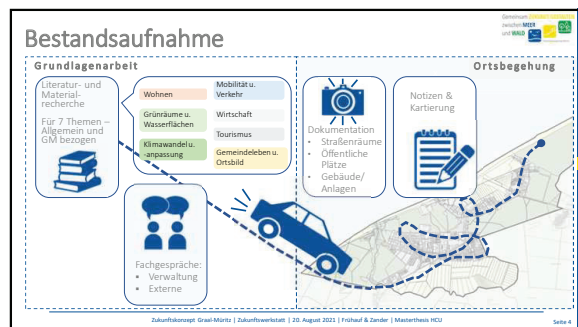 Gemeinsam ZUKUNFT GESTALTEN
zwischen MEER
und WALD
Bestandsaufnahme
Grundlagenarbeit
Ortsbegehung
Literatur- und
Material-
recherche
Für 7 Themen –
Allgemein und
GM bezogen
Wohnen
Mobilität u.
Verkehr
Grünräume u.
Wasserflächen
Wirtschaft
Tourismus
Klimawandel u.
-anpassung
Gemeindeleben u.
Ortsbild
Dokumentation
• Straßenräume
• Öffentliche
Plätze
• Gebäude/
Anlagen
Notizen &
Kartierung
Fachgespräche:
• Verwaltung
• Externe
Zukunftskonzept Graal-Müritz | Zukunftswerkstatt | 20. August 2021 | Frühauf & Zander | Masterthesis HCU
Seite 4